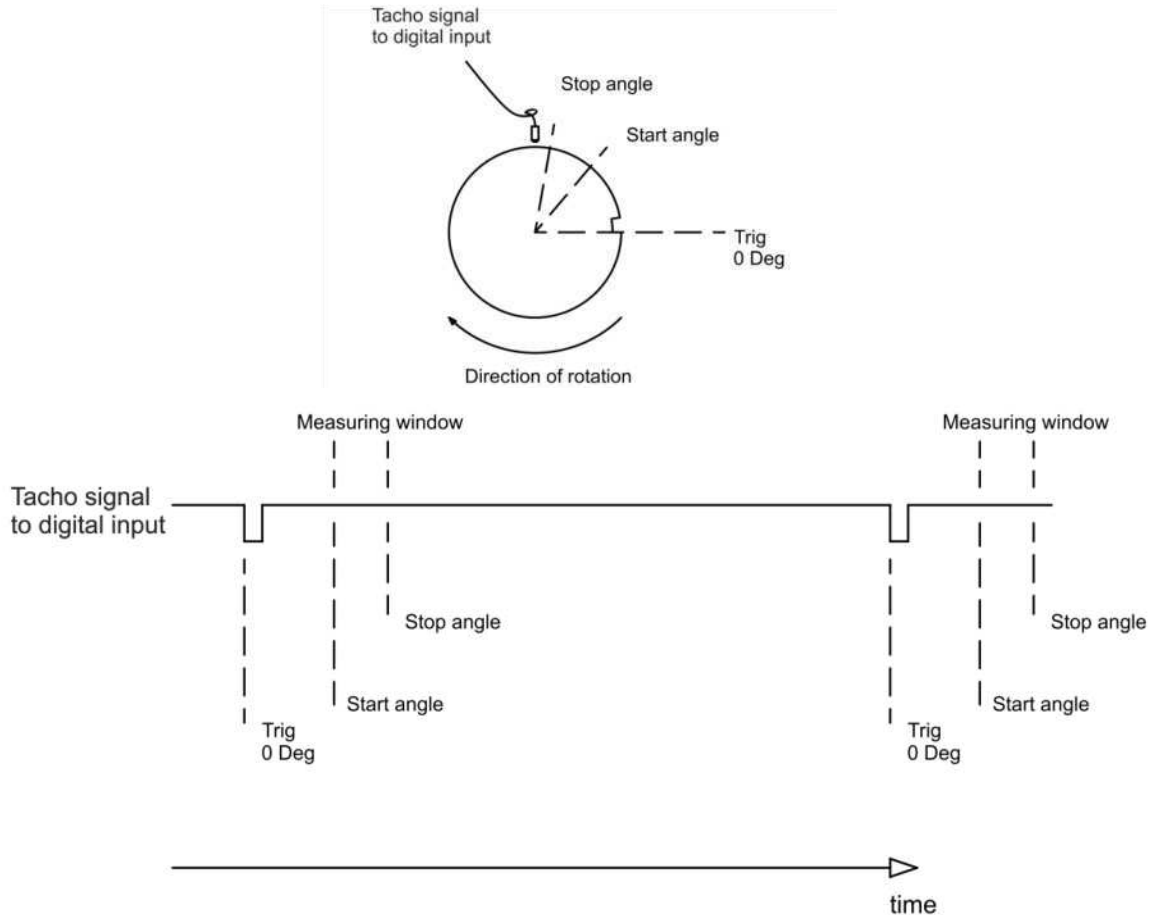 Tacho signal
to digital input
Stop angle
Start angle
Trig
0 Deg
Direction of rotation
Measuring window
Measuring window
Tacho signal
to digital input
Stop angle
Stop angle
Start angle
Start angle
Trig
0 Deg
Trig
0 Deg
time